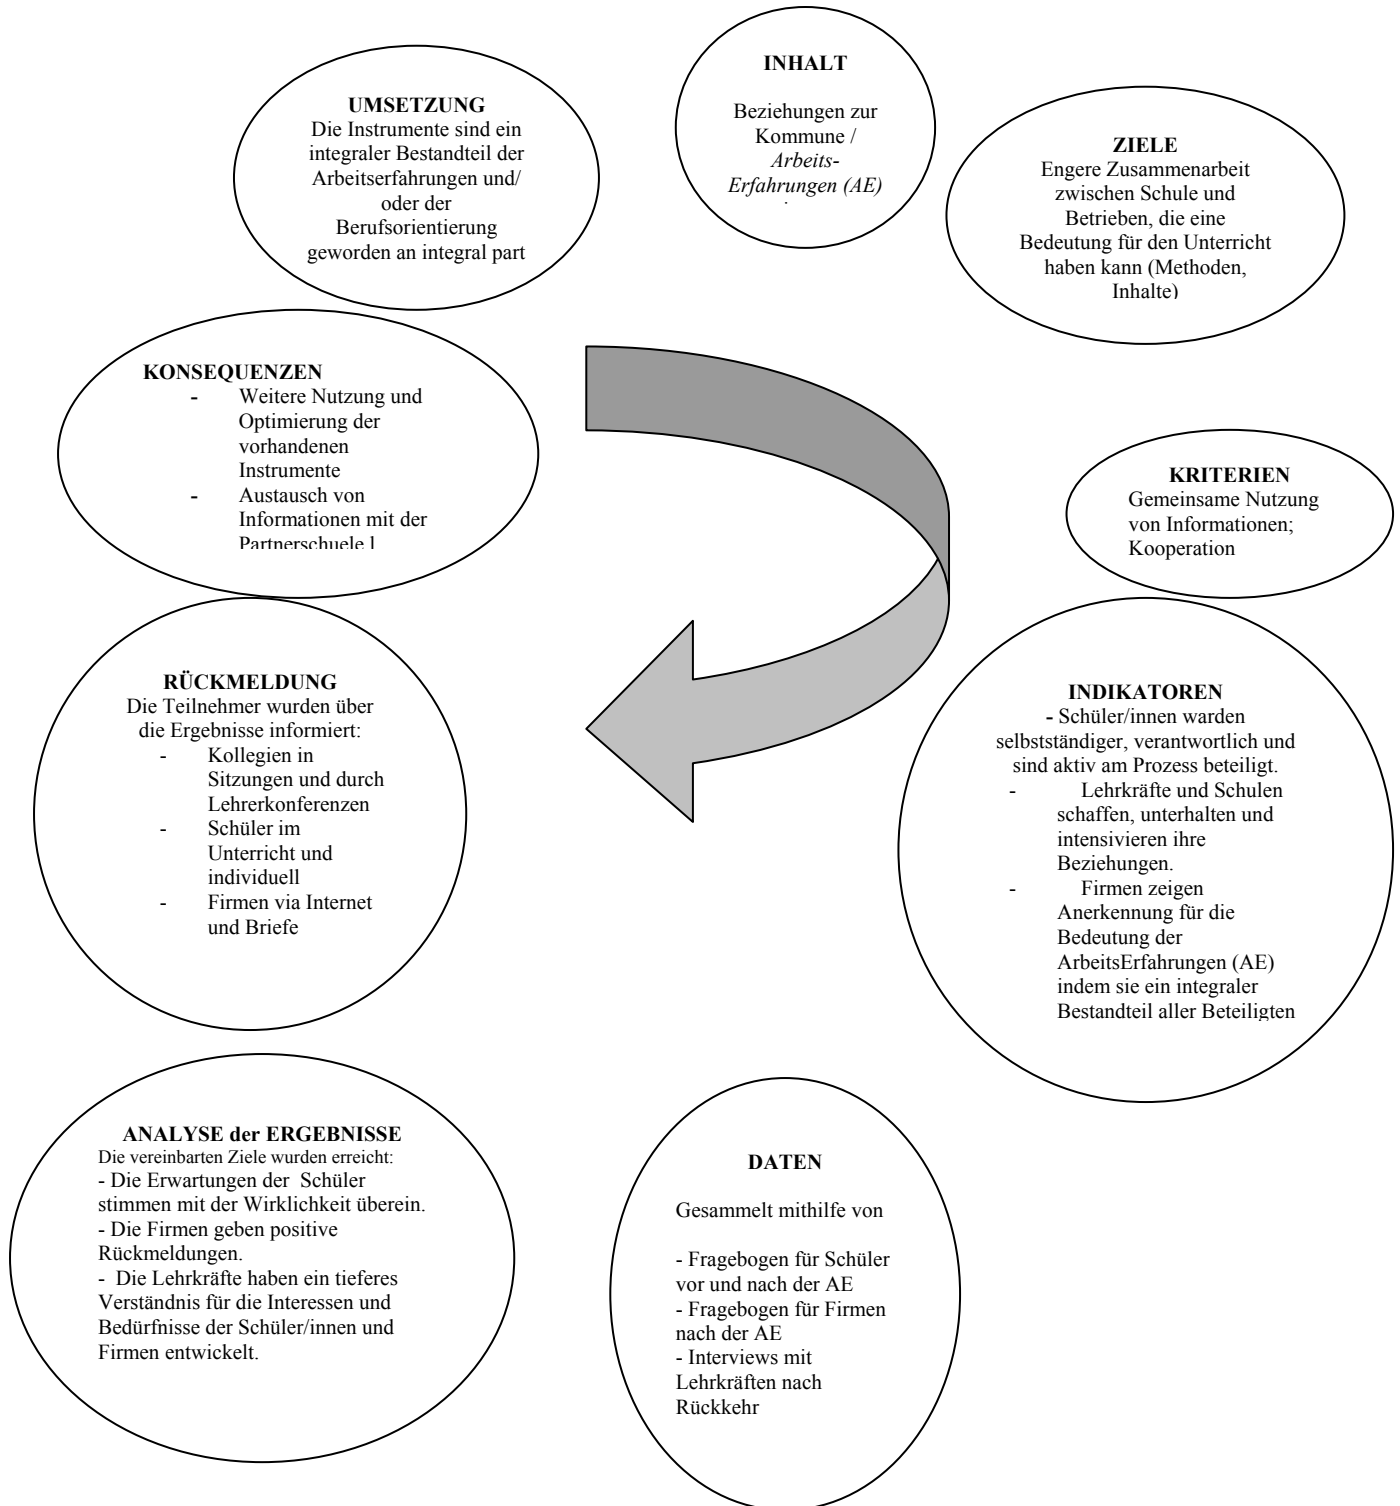 INHALT
Beziehungen zur
Kommune /
Arbeits-
Erfahrungen (AE)
ZIELE
Engere Zusammenarbeit
zwischen Schule und
Betrieben, die eine
Bedeutung für den Unterricht
haben kann (Methoden,
Inhalte)
KRITERIEN
Gemeinsame Nutzung
von Informationen;
Kooperation
INDIKATOREN
- Schüler/innen warden
selbstständiger, verantwortlich und
sind aktiv am Prozess beteiligt.
- Lehrkräfte und Schulen
schaffen, unterhalten und
intensivieren ihre
Beziehungen.
- Firmen zeigen
Anerkennung für die
Bedeutung der
ArbeitsErfahrungen (AE)
indem sie ein integraler
Bestandteil aller Beteiligten
DATEN
Gesammelt mithilfe von
- Fragebogen für Schüler
vor und nach der AE
- Fragebogen für Firmen
nach der AE
- Interviews mit
Lehrkräften nach
Rückkehr
ANALYSE der ERGEBNISSE
Die vereinbarten Ziele wurden erreicht:
- Die Erwartungen der Schüler
stimmen mit der Wirklichkeit überein.
- Die Firmen geben positive
Rückmeldungen.
- Die Lehrkräfte haben ein tieferes
Verständnis für die Interessen und
Bedürfnisse der Schüler/innen und
Firmen entwickelt.
RÜCKMELDUNG
Die Teilnehmer wurden über
die Ergebnisse informiert:
- Kollegien in
Sitzungen und durch
Lehrerkonferenzen
- Schüler im
Unterricht und
individuell
- Firmen via Internet
und Briefe
KONSEQUENZEN
- Weitere Nutzung und
Optimierung der
vorhandenen
Instrumente
- Austausch von
Informationen mit der
Partnerschuele l
UMSETZUNG
Die Instrumente sind ein
integraler Bestandteil der
Arbeitserfahrungen und/
oder der
Berufsorientierung
geworden an integral part